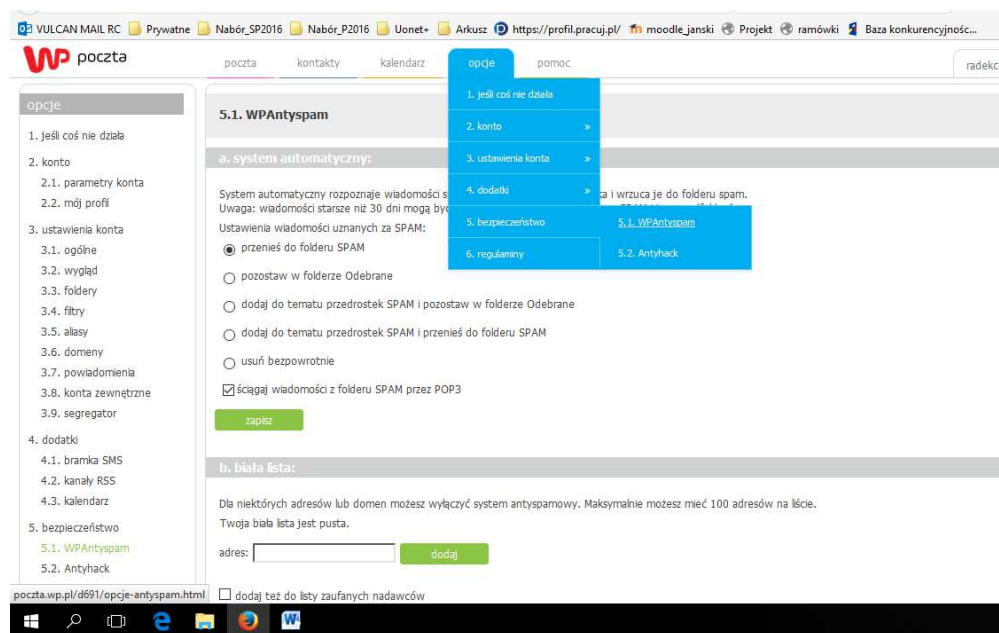 VULCAN MAIL RC Prywatne Nabór_SP2016 Nabór_P2016 Uonet+ Arkusz https://profil.pracuj.pl/ moodle_janski Projekt ramówki Baza konkurencyjnośc...
WP poczta
poczta kontakty kalendarz opcje pomoc
opcje
1. jeśli coś nie działa
2. konto
2.1. parametry konta
2.2. mój profil
3. ustawienia konta
3.1. ogólne
3.2. wygląd
3.3. foldery
3.4. filtry
3.5. aliasy
3.6. domeny
3.7. powiadomienia
3.8. konta zewnętrzne
3.9. segregator
4. dodatki
4.1. bramka SMS
4.2. kanały RSS
4.3. kalendarz
5. bezpieczeństwo
5.1. WPAntyspam
5.2. Antyhack
poczta.wp.pl/d691/opcje-antyspam.html
1. jeśli coś nie działa
2. konto »
3. ustawienia konta »
4. dodatki »
5. bezpieczeństwo
6. regulaminy
5.1. WPAntyspam
5.2. Antyhack
5.1. WPAntyspam
a. system automatyczny:
System automatyczny rozpoznaje wiadomości i wrzuca je do folderu spam.
Uwaga: wiadomości starsze niż 30 dni mogą
Ustawienia wiadomości uznanych za SPAM:
przenieś do folderu SPAM
pozostaw w folderze Odebrane
dodaj do tematu przedrostek SPAM i pozostaw w folderze Odebrane
dodaj do tematu przedrostek SPAM i przenieś do folderu SPAM
usuń bezpowrotnie
ściągaj wiadomości z folderu SPAM przez POP3
zapisz
b. biała lista:
Dla niektórych adresów lub domen możesz wyłączyć system antyspamowy. Maksymalnie możesz mieć 100 adresów na liście.
Twoja biała lista jest pusta.
adres: dodaj
dodaj też do listy zaufanych nadawców